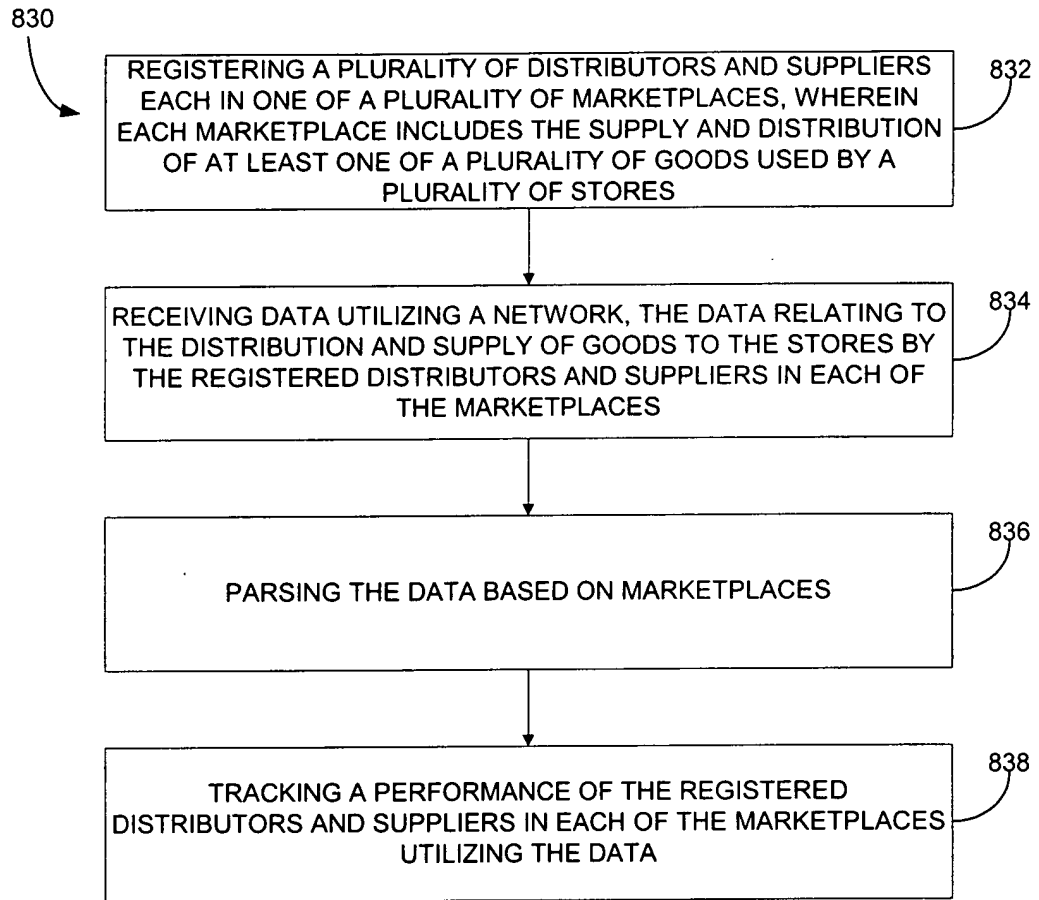 830
REGISTERING A PLURALITY OF DISTRIBUTORS AND SUPPLIERS
EACH IN ONE OF A PLURALITY OF MARKETPLACES, WHEREIN
EACH MARKETPLACE INCLUDES THE SUPPLY AND DISTRIBUTION
OF AT LEAST ONE OF A PLURALITY OF GOODS USED BY A
PLURALITY OF STORES
832
RECEIVING DATA UTILIZING A NETWORK, THE DATA RELATING TO
THE DISTRIBUTION AND SUPPLY OF GOODS TO THE STORES BY
THE REGISTERED DISTRIBUTORS AND SUPPLIERS IN EACH OF
THE MARKETPLACES
834
PARSING THE DATA BASED ON MARKETPLACES
836
TRACKING A PERFORMANCE OF THE REGISTERED
DISTRIBUTORS AND SUPPLIERS IN EACH OF THE MARKETPLACES
UTILIZING THE DATA
838